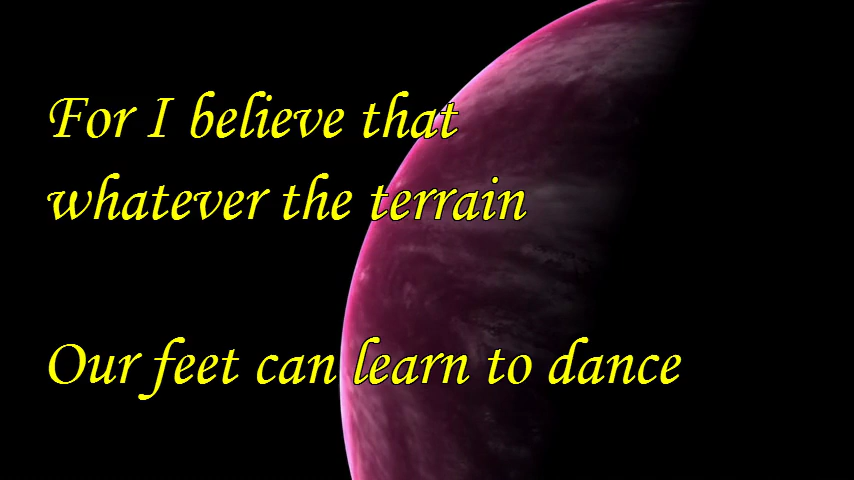 For I believe that
whatever the terrain
Our feet can learn to dance